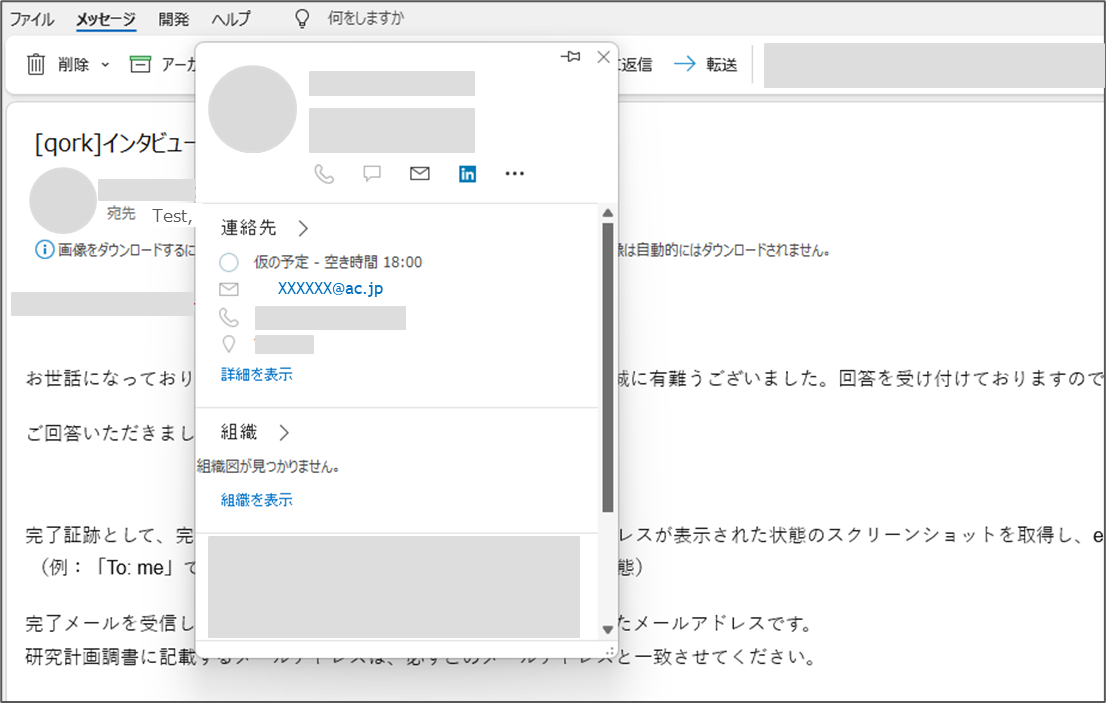 ファイル メッセージ 開発 ヘルプ 何をしますか
削除 アーカ に返信 転送
[qork]インタビュー
宛先 Test,
画像をダウンロードするに 像は自動的にはダウンロードされません。
in
連絡先
仮の予定 - 空き時間 18:00
XXXXXX@ac.jp
詳細を表示
組織
組織図が見つかりません。
組織を表示
お世話になっており 誠に有難うございました。回答を受け付けておりますので
ご回答いただきまし
完了証跡として、完 レスが表示された状態のスクリーンショットを取得し、e
（例：「To: me」で 態）
完了メールを受信し たメールアドレスです。
研究計画調書に記載するメールアドレスは、必ずこのメールアドレスと一致させてください。